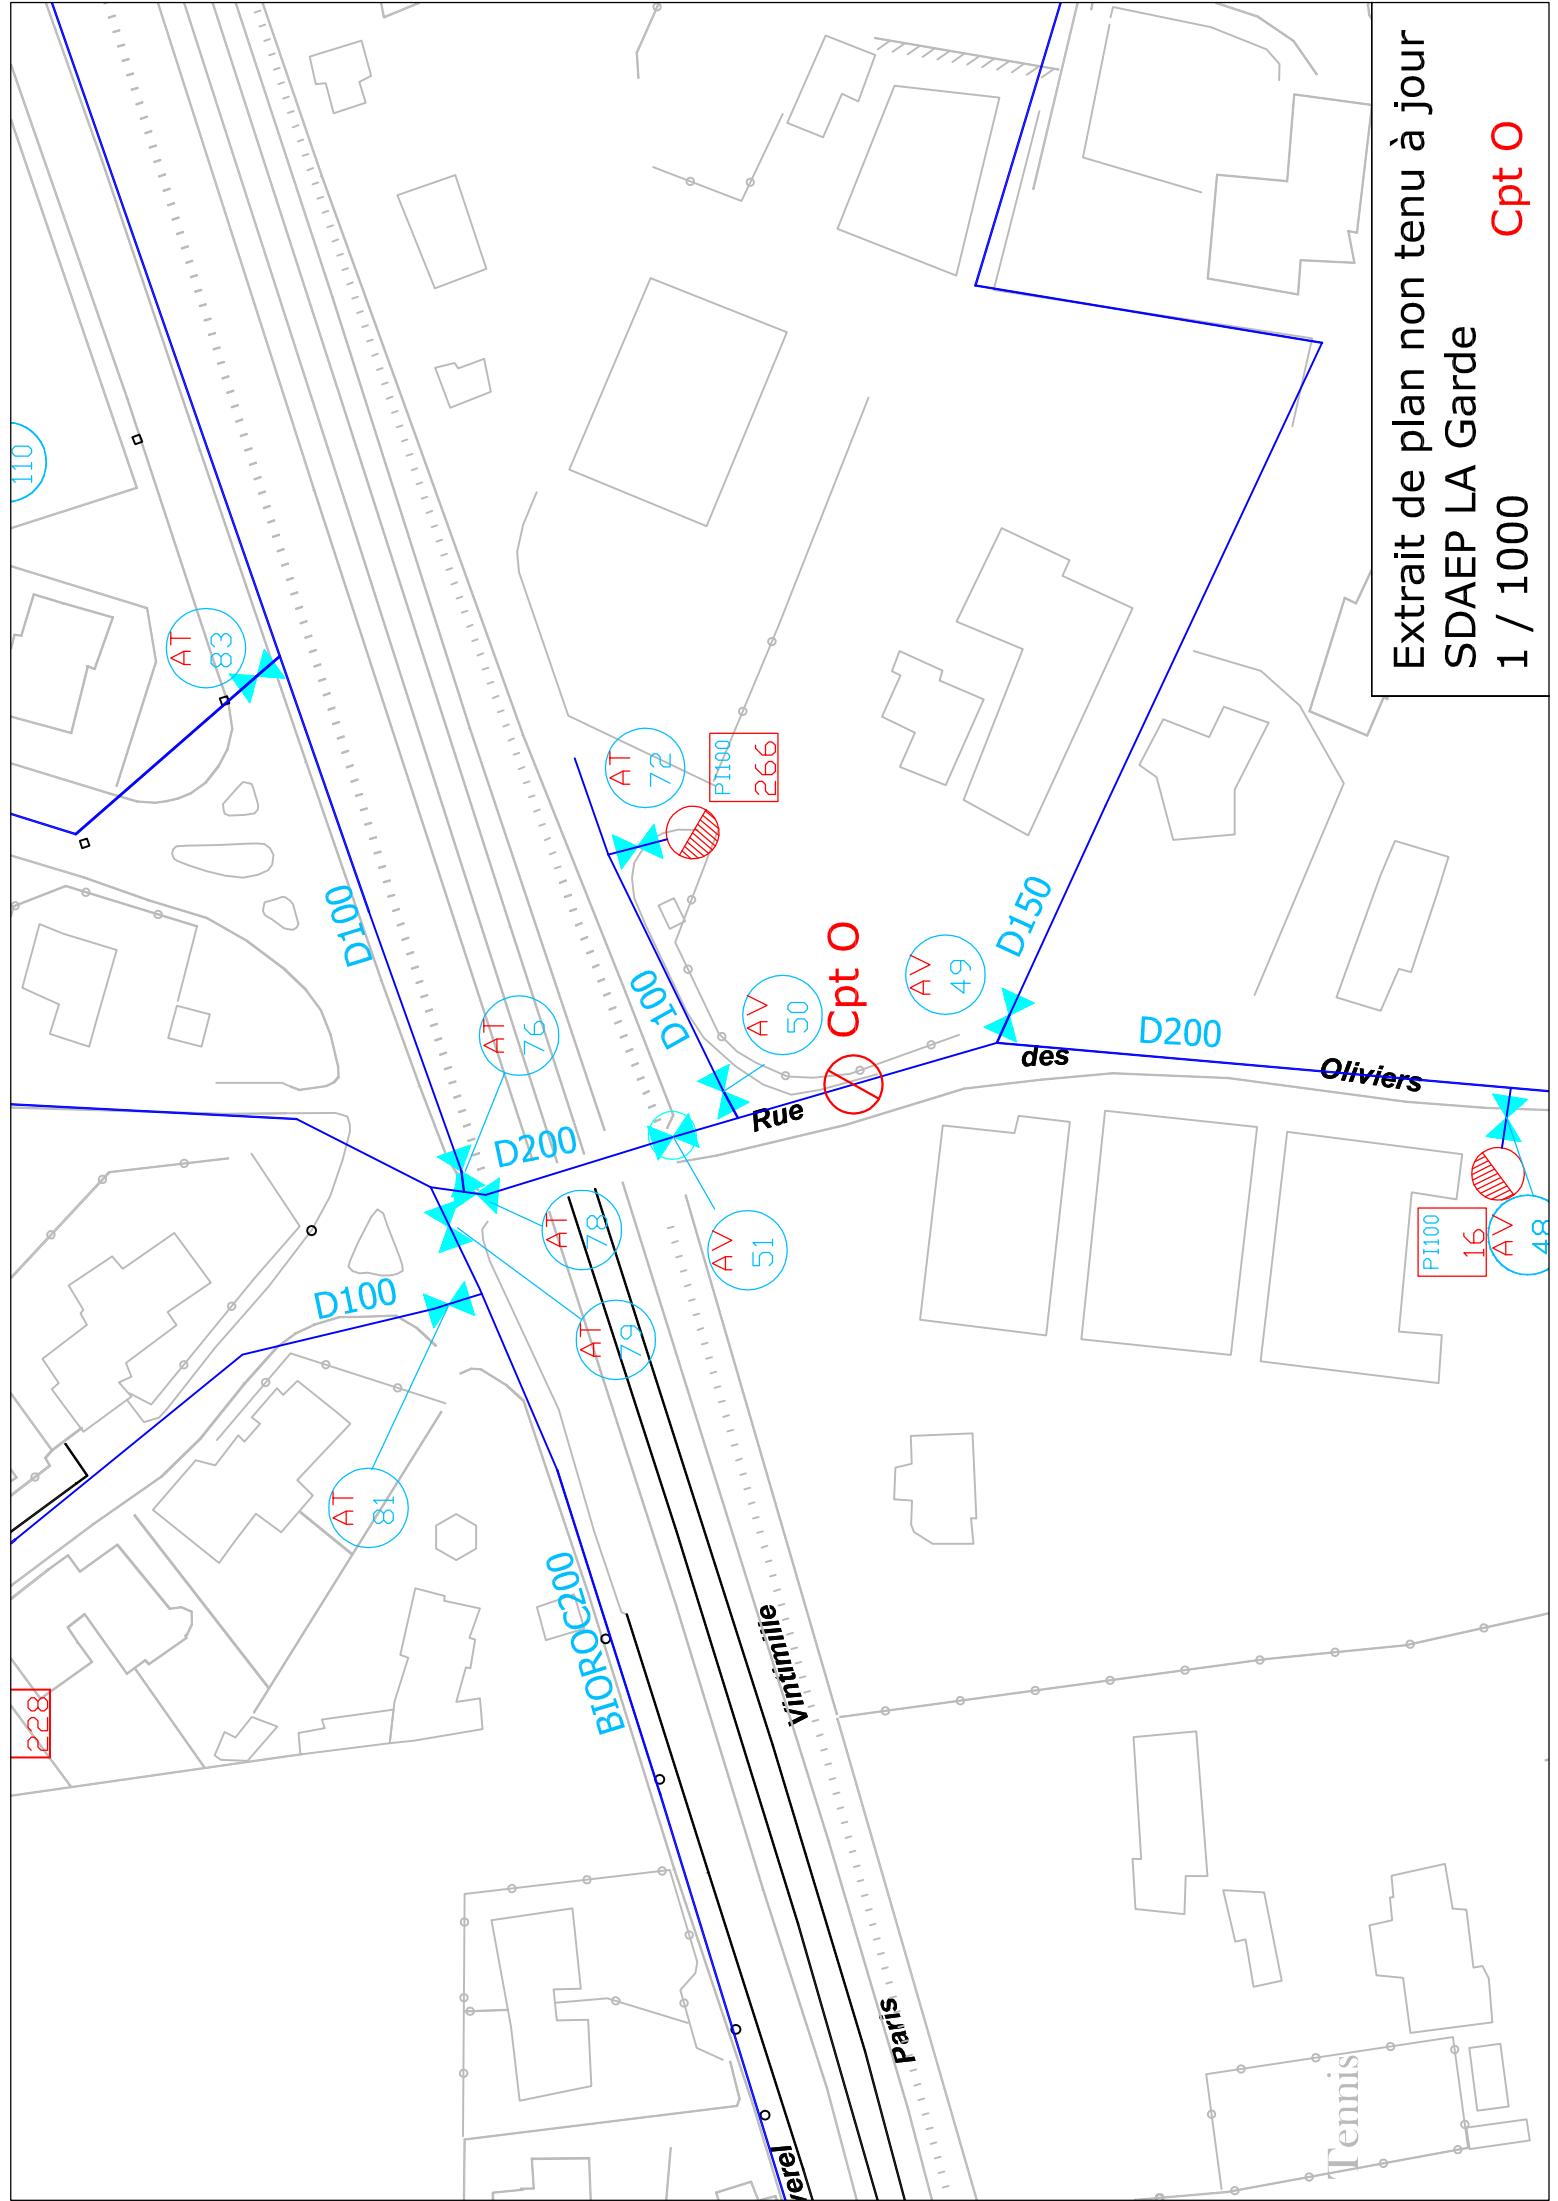 Extrait de plan non tenu à jour
SDAEP LA Garde
1 / 1000
Cpt O
110
AT
83
D100
AT
72
PI100
266
D100
AT
76
AV
50
Cpt O
AV
49
D150
D200
Rue
des
Oliviers
D200
AT
78
AV
51
AT
79
D100
AT
81
PI100
16
AV
48
BIOROC200
228
Vintimille
Paris
verel
Tennis